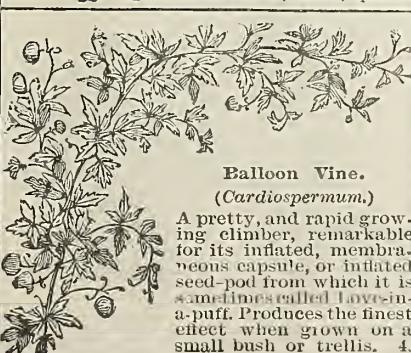 Balloon Vine.
(Cardiospermum.)
A pretty, and rapid grow-
ing climber, remarkable
for its inflated, membra-
neous capsule, or inflated
seed-pod from which it is
sometimes called Love-in-
a-puff. Produces the finest
effect when grown on a
small bush or trellis. 4.